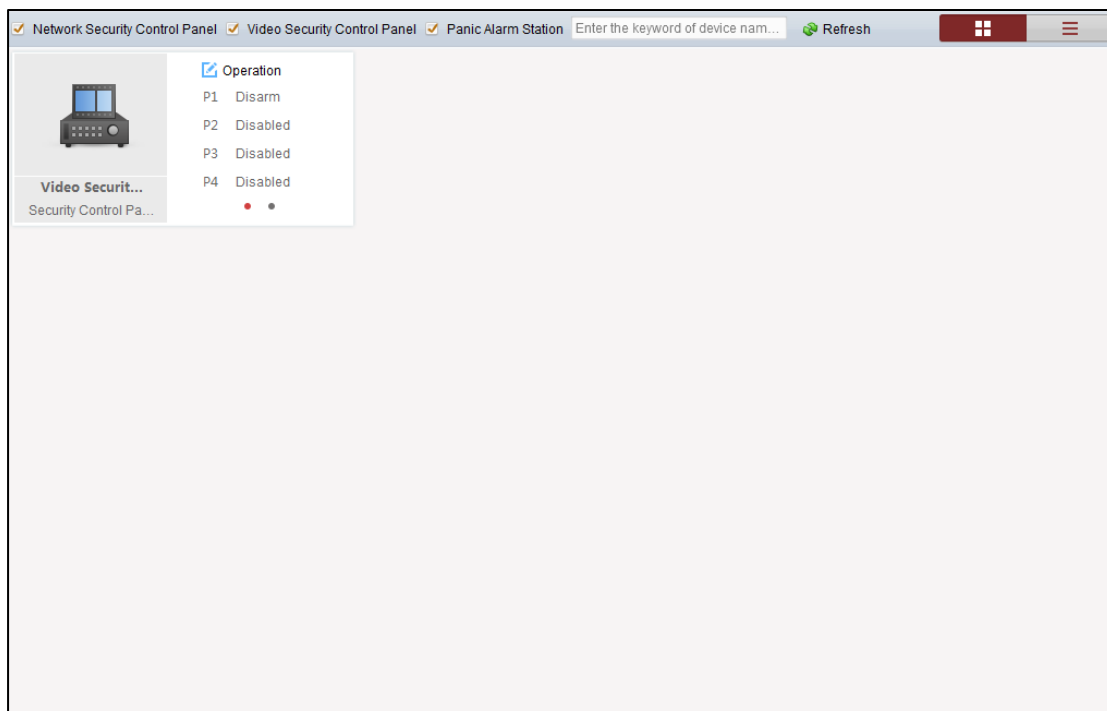 Network Security Control Panel Video Security Control Panel Panic Alarm Station Enter the keyword of device nam... Refresh
Operation
P1 Disarm
P2 Disabled
P3 Disabled
P4 Disabled
Video Securit...
Security Control Pa...